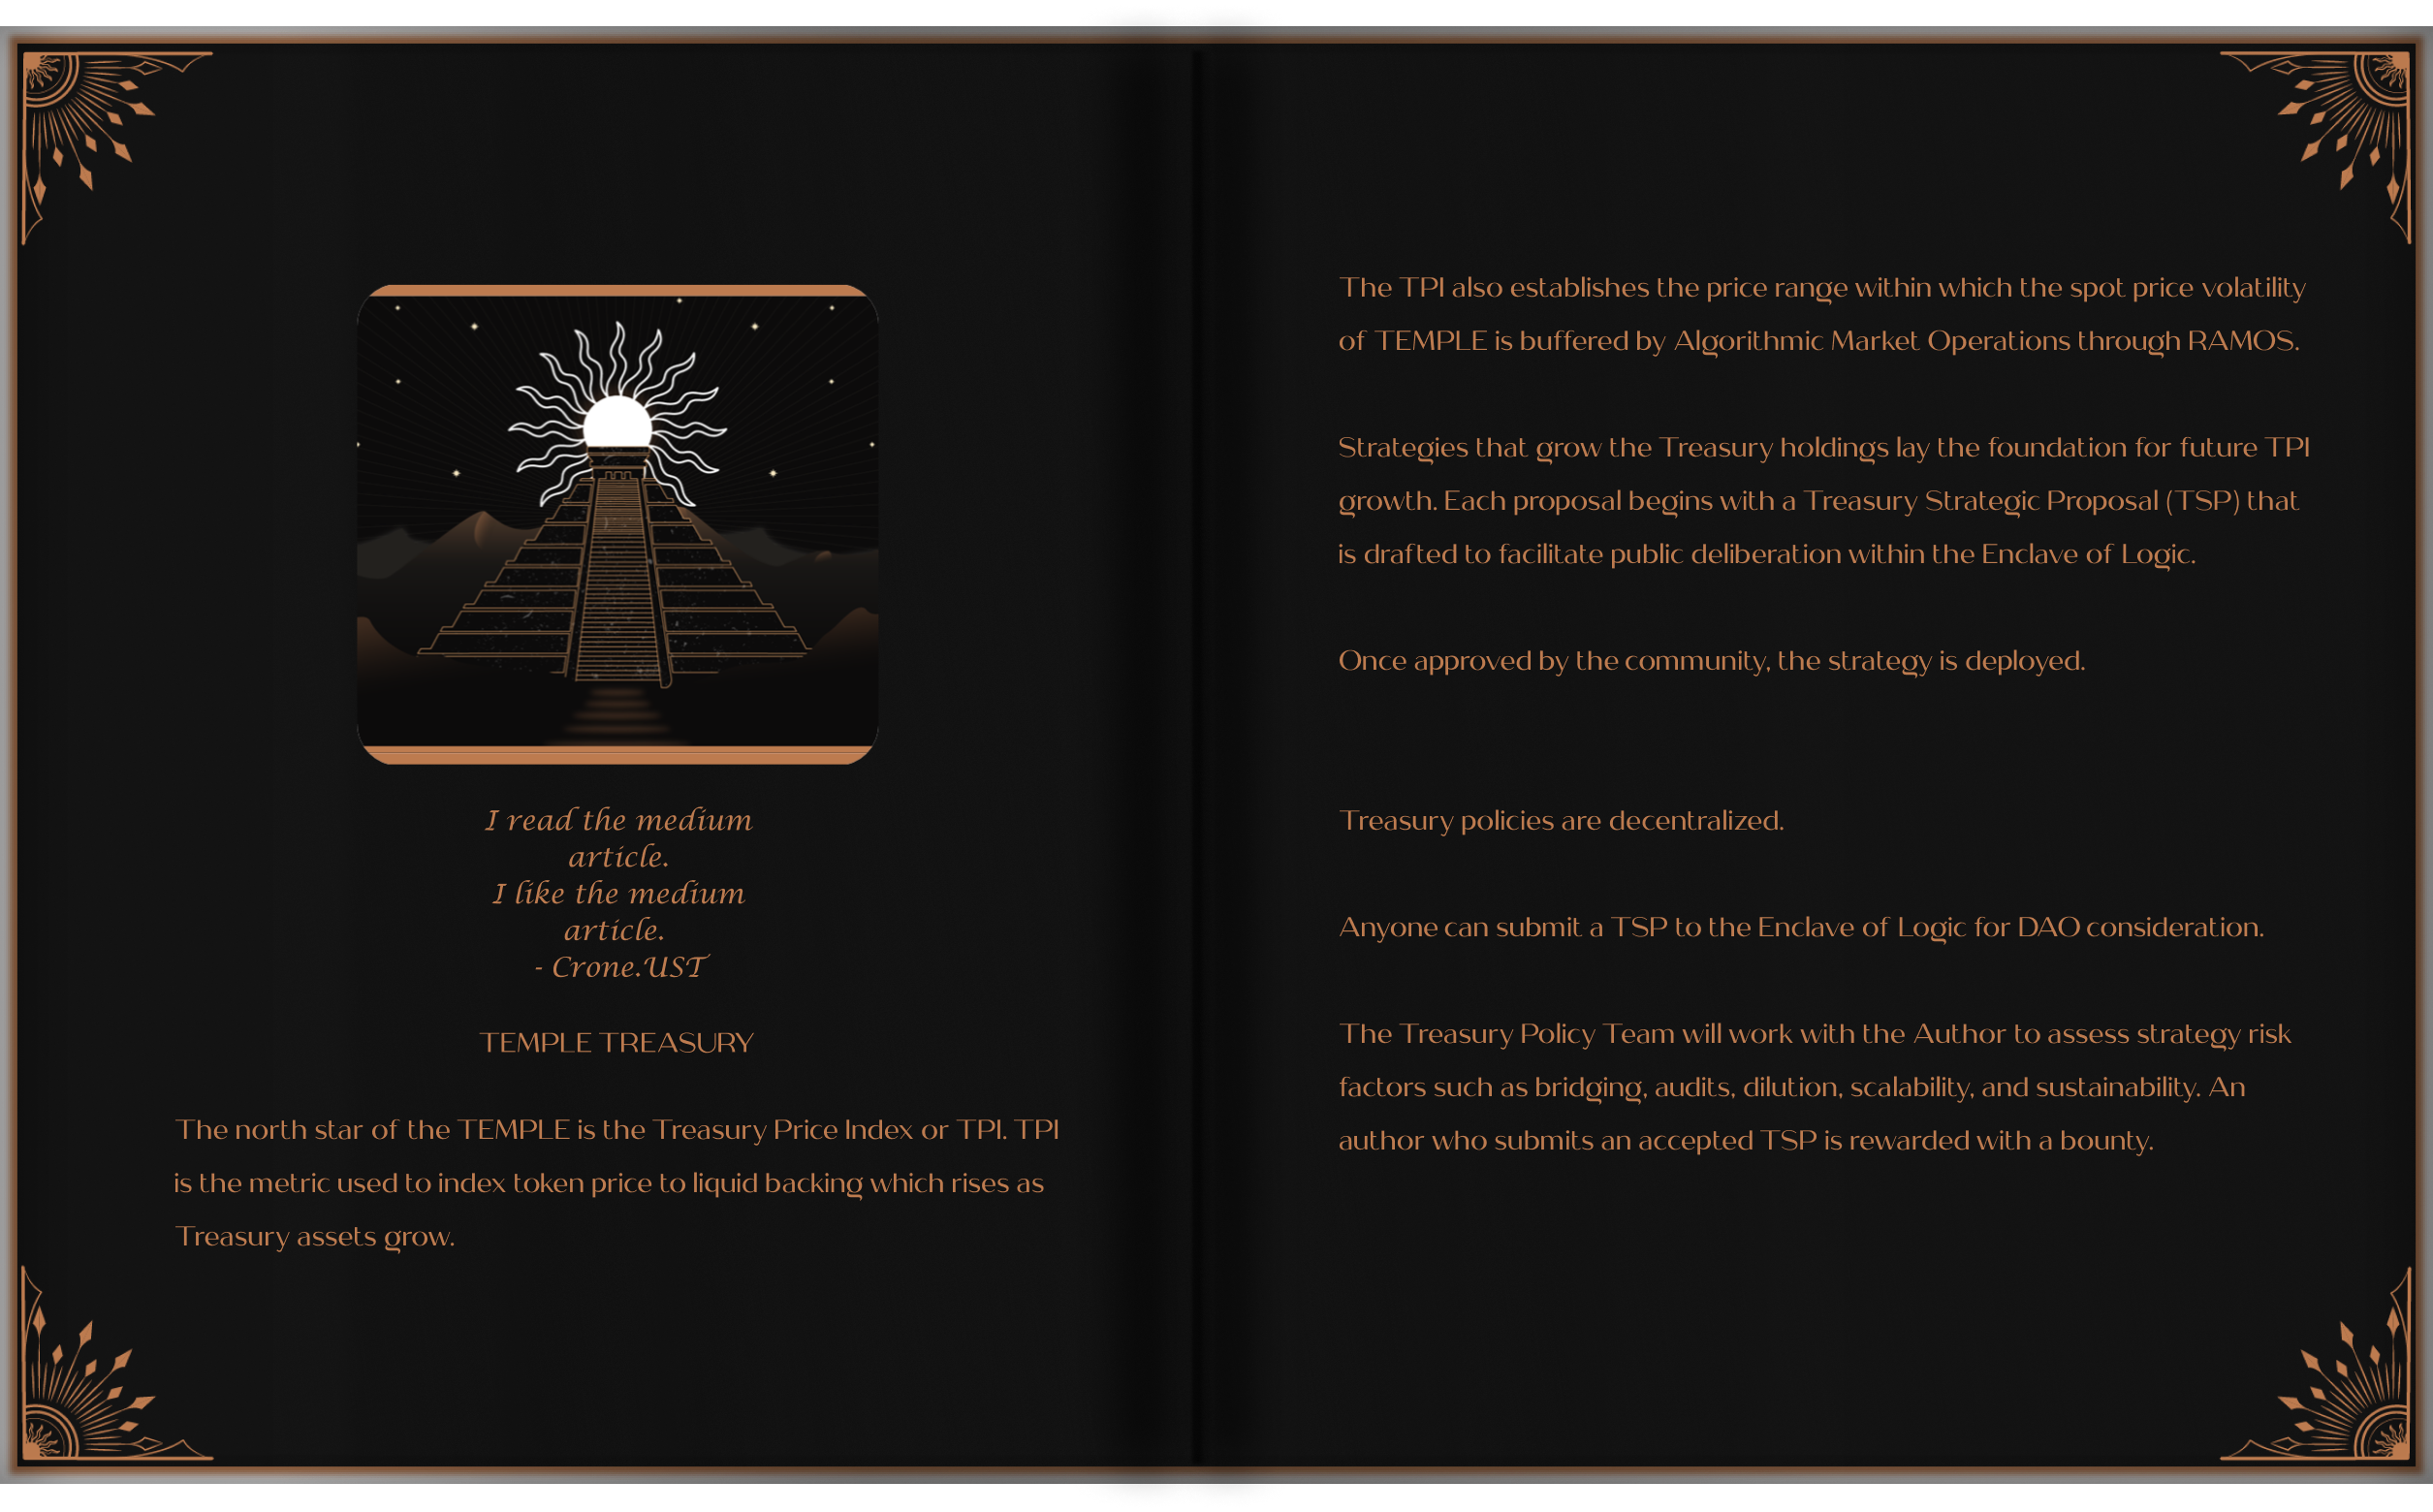 I read the medium
article.
I like the medium
article.
- Crone.UST
TEMPLE TREASURY
The north star of the TEMPLE is the Treasury Price Index or TPI. TPI
is the metric used to index token price to liquid backing which rises as
Treasury assets grow.
The TPI also establishes the price range within which the spot price volatility
of TEMPLE is buffered by Algorithmic Market Operations through RAMOS.
Strategies that grow the Treasury holdings lay the foundation for future TPI
growth. Each proposal begins with a Treasury Strategic Proposal (TSP) that
is drafted to facilitate public deliberation within the Enclave of Logic.
Once approved by the community, the strategy is deployed.
Treasury policies are decentralized.
Anyone can submit a TSP to the Enclave of Logic for DAO consideration.
The Treasury Policy Team will work with the Author to assess strategy risk
factors such as bridging, audits, dilution, scalability, and sustainability. An
author who submits an accepted TSP is rewarded with a bounty.